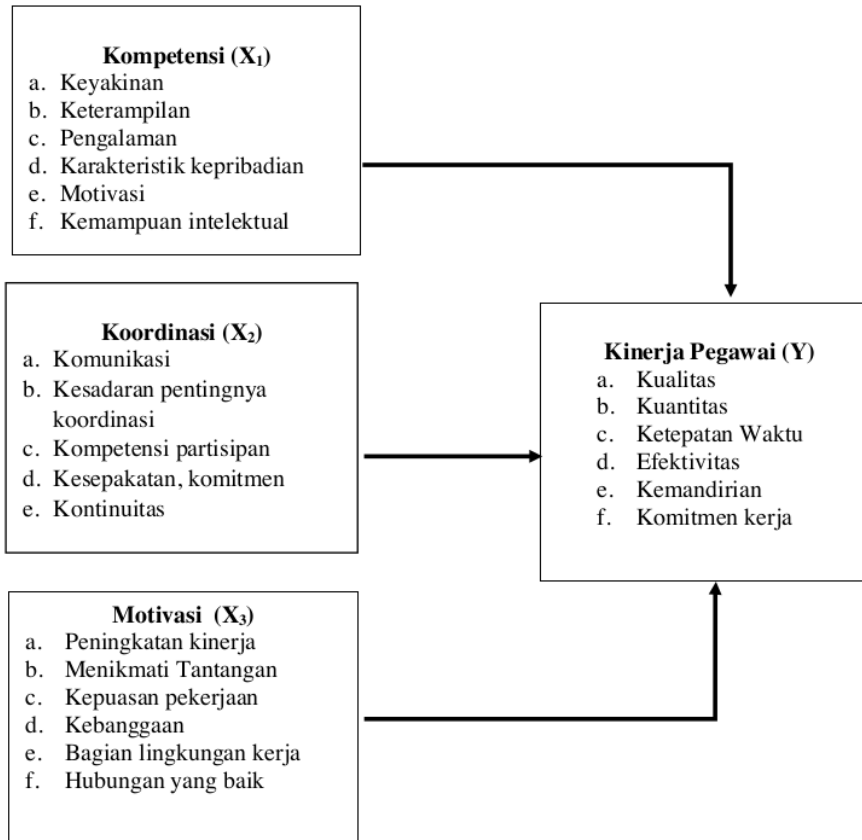 Kompetensi (X₁)
a. Keyakinan
b. Keterampilan
c. Pengalaman
d. Karakteristik kepribadian
e. Motivasi
f. Kemampuan intelektual
Koordinasi (X₂)
a. Komunikasi
b. Kesadaran pentingnya
koordinasi
c. Kompetensi partisipan
d. Kesepakatan, komitmen
e. Kontinuitas
Motivasi (X₃)
a. Peningkatan kinerja
b. Menikmati Tantangan
c. Kepuasan pekerjaan
d. Kebanggaan
e. Bagian lingkungan kerja
f. Hubungan yang baik
Kinerja Pegawai (Y)
a. Kualitas
b. Kuantitas
c. Ketepatan Waktu
d. Efektivitas
e. Kemandirian
f. Komitmen kerja